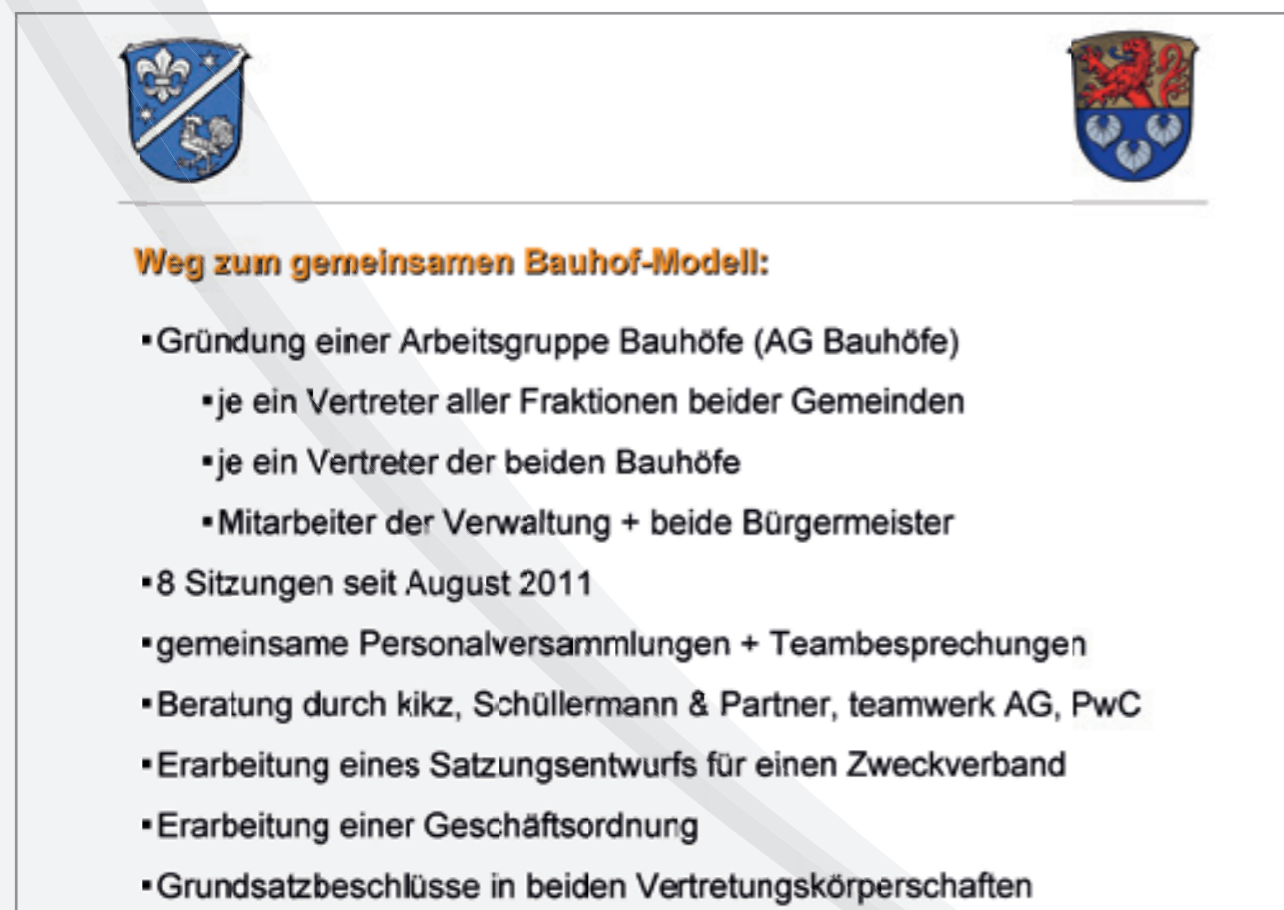 Weg zum gemeinsamen Bauhof-Modell:
▪Gründung einer Arbeitsgruppe Bauhöfe (AG Bauhöfe)
▪je ein Vertreter aller Fraktionen beider Gemeinden
▪je ein Vertreter der beiden Bauhöfe
▪Mitarbeiter der Verwaltung + beide Bürgermeister
▪8 Sitzungen seit August 2011
▪gemeinsame Personalversammlungen + Teambesprechungen
▪Beratung durch kikz, Schüllermann & Partner, teamwerk AG, PwC
▪Erarbeitung eines Satzungsentwurfs für einen Zweckverband
▪Erarbeitung einer Geschäftsordnung
▪Grundsatzbeschlüsse in beiden Vertretungskörperschaften